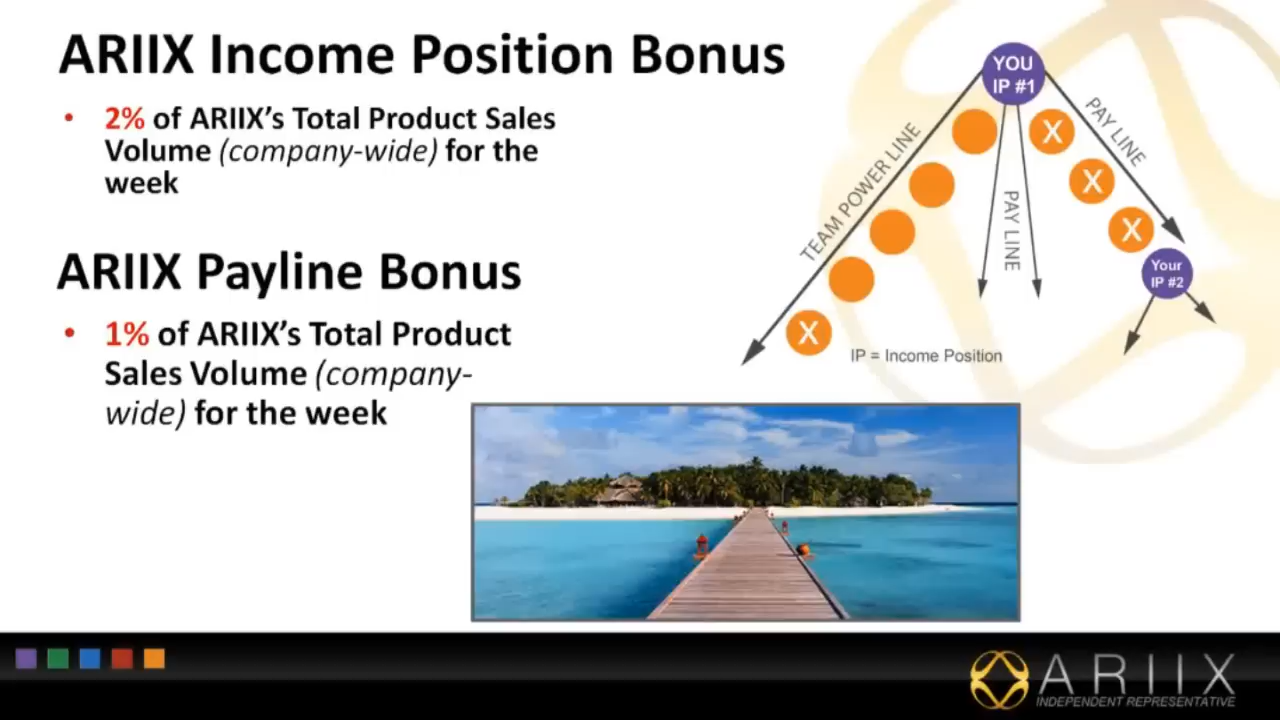 ARIIX Income Position Bonus
• 2% of ARIIX’s Total Product Sales
Volume (company-wide) for the
week
ARIIX Payline Bonus
• 1% of ARIIX’s Total Product
Sales Volume (company-
wide) for the week
YOU
IP #1
TEAM POWER LINE
PAY LINE
PAY LINE
X
X
X
X
Your
IP #2
IP = Income Position
ARIIX
INDEPENDENT REPRESENTATIVE